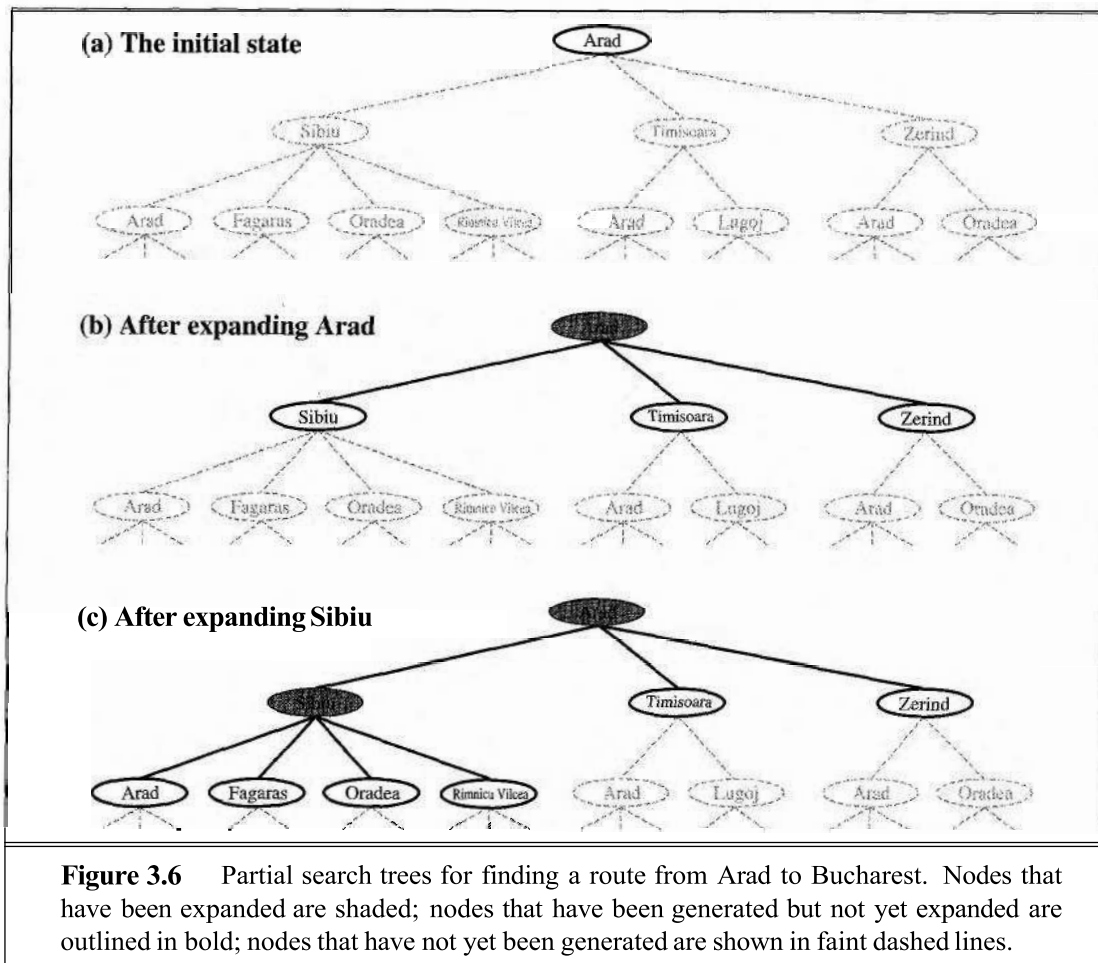 (a) The initial state
Arad
Sibiu Timisoara Zerind
Arad Fagaras Oradea Rimnicu Vilcea Arad Lugoj Arad Oradea
(b) After expanding Arad
Arad
Sibiu Timisoara Zerind
Arad Fagaras Oradea Rimnicu Vilcea Arad Lugoj Arad Oradea
(c) After expanding Sibiu
Arad
Sibiu Timisoara Zerind
Arad Fagaras Oradea Rimnicu Vilcea Arad Lugoj Arad Oradea
Figure 3.6 Partial search trees for finding a route from Arad to Bucharest. Nodes that
have been expanded are shaded; nodes that have been generated but not yet expanded are
outlined in bold; nodes that have not yet been generated are shown in faint dashed lines.